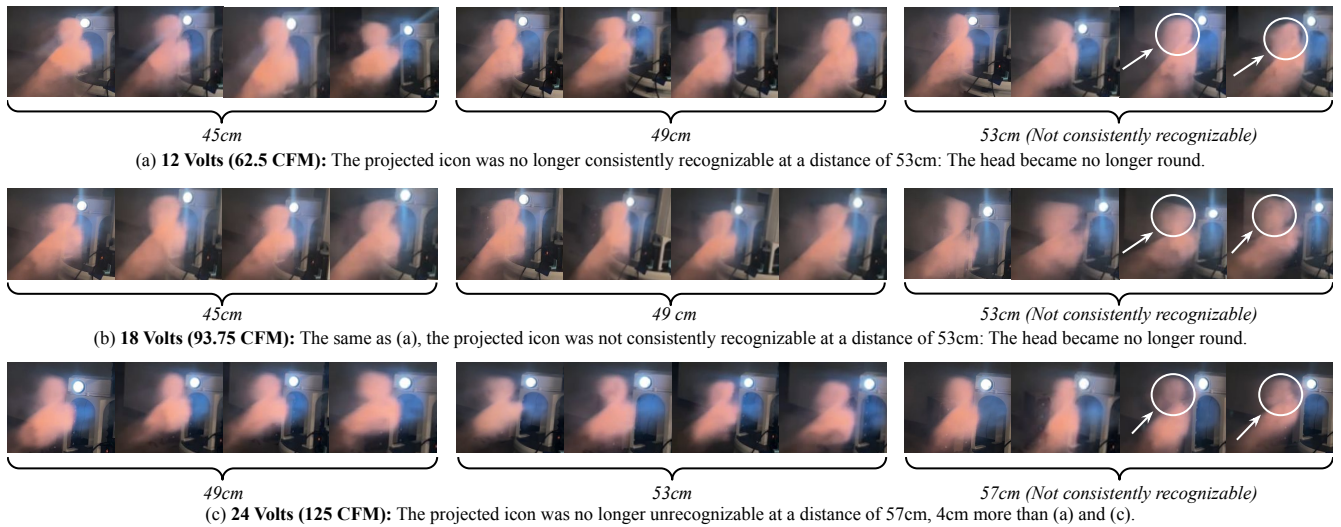 45cm
49cm
53cm (Not consistently recognizable)
(a) 12 Volts (62.5 CFM): The projected icon was no longer consistently recognizable at a distance of 53cm: The head became no longer round.
45cm
49 cm
53cm (Not consistently recognizable)
(b) 18 Volts (93.75 CFM): The same as (a), the projected icon was not consistently recognizable at a distance of 53cm: The head became no longer round.
49cm
53cm
57cm (Not consistently recognizable)
(c) 24 Volts (125 CFM): The projected icon was no longer unrecognizable at a distance of 57cm, 4cm more than (a) and (c).